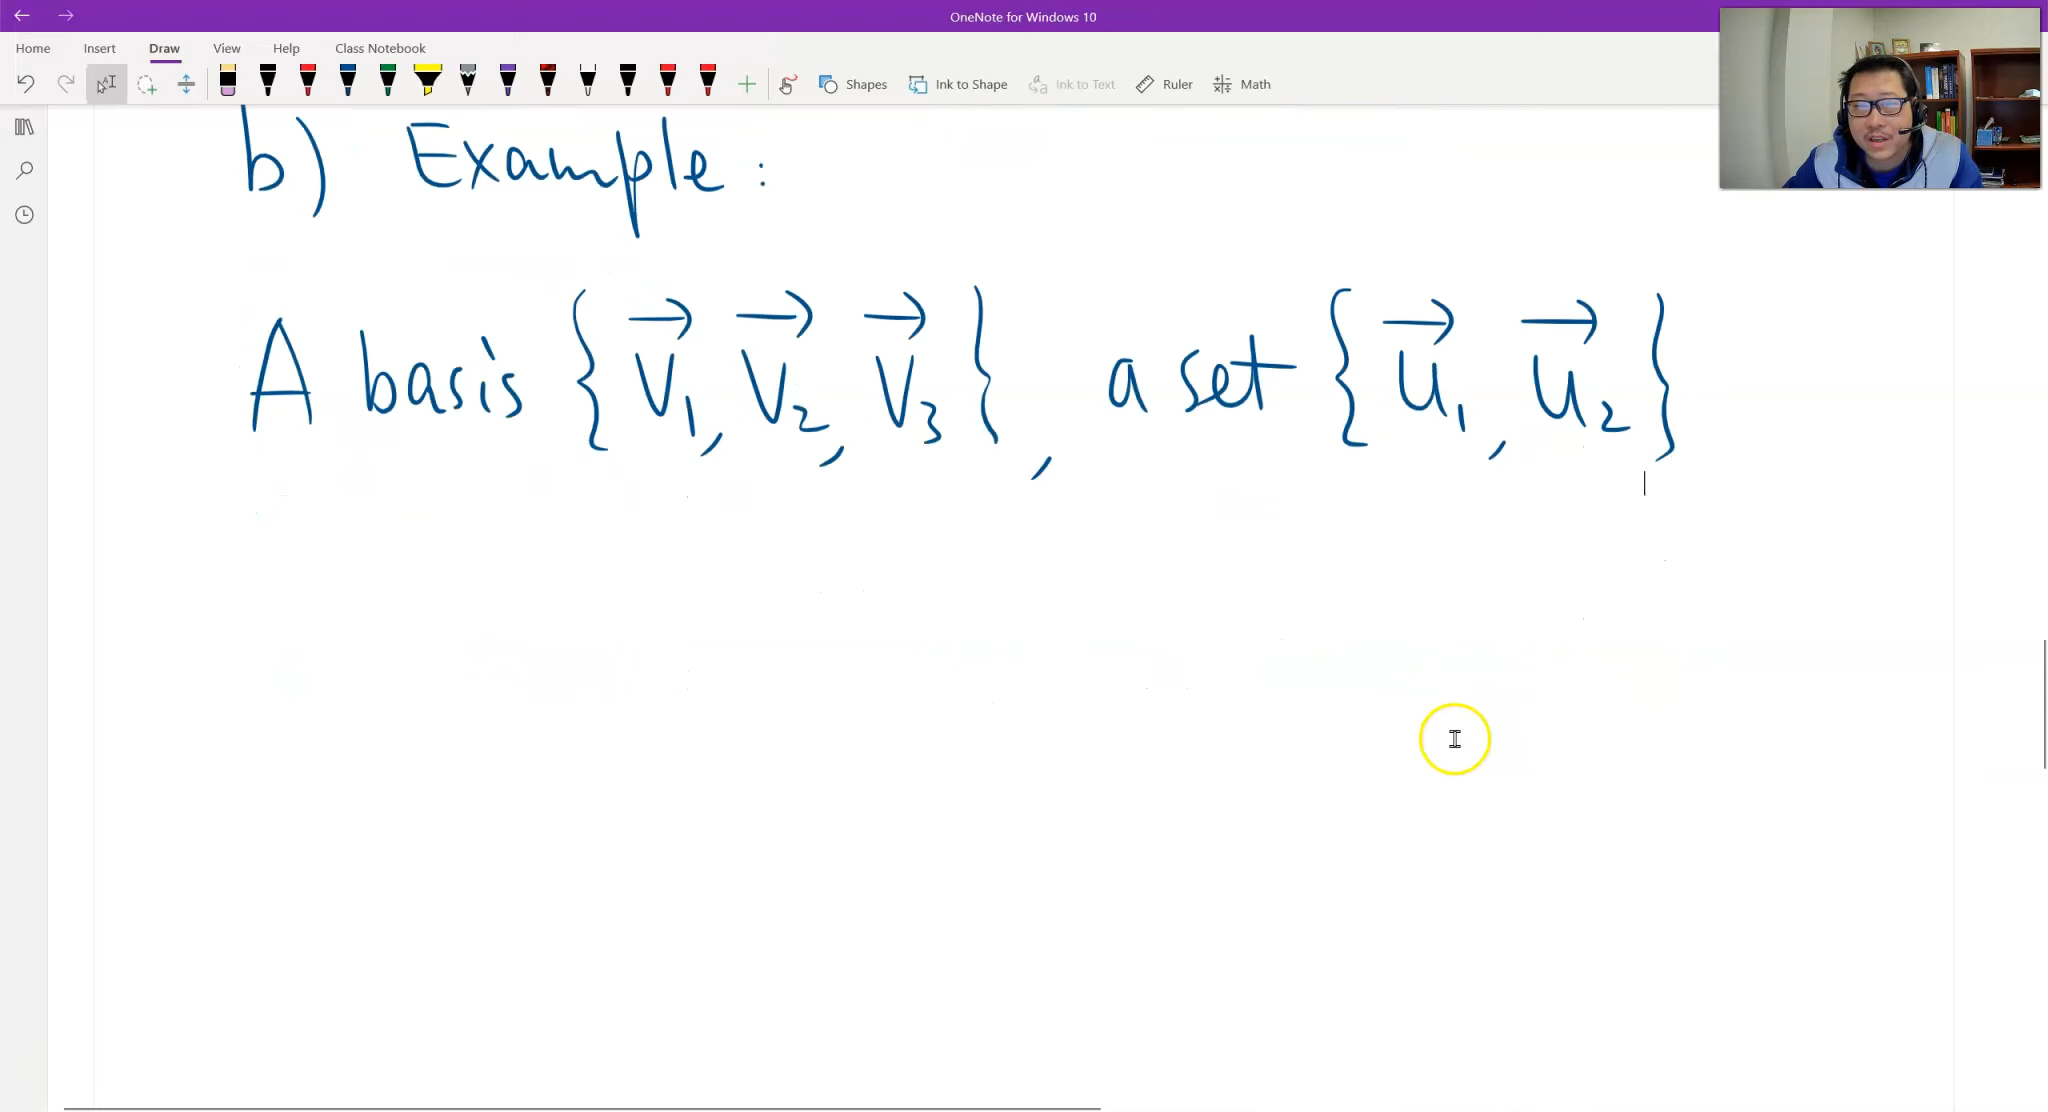 OneNote for Windows 10
Home Insert Draw View Help Class Notebook
Shapes Ink to Shape Ink to Text Ruler Math
b) Example:
A basis {v⃗₁, v⃗₂, v⃗₃}, a set {u⃗₁, u⃗₂}